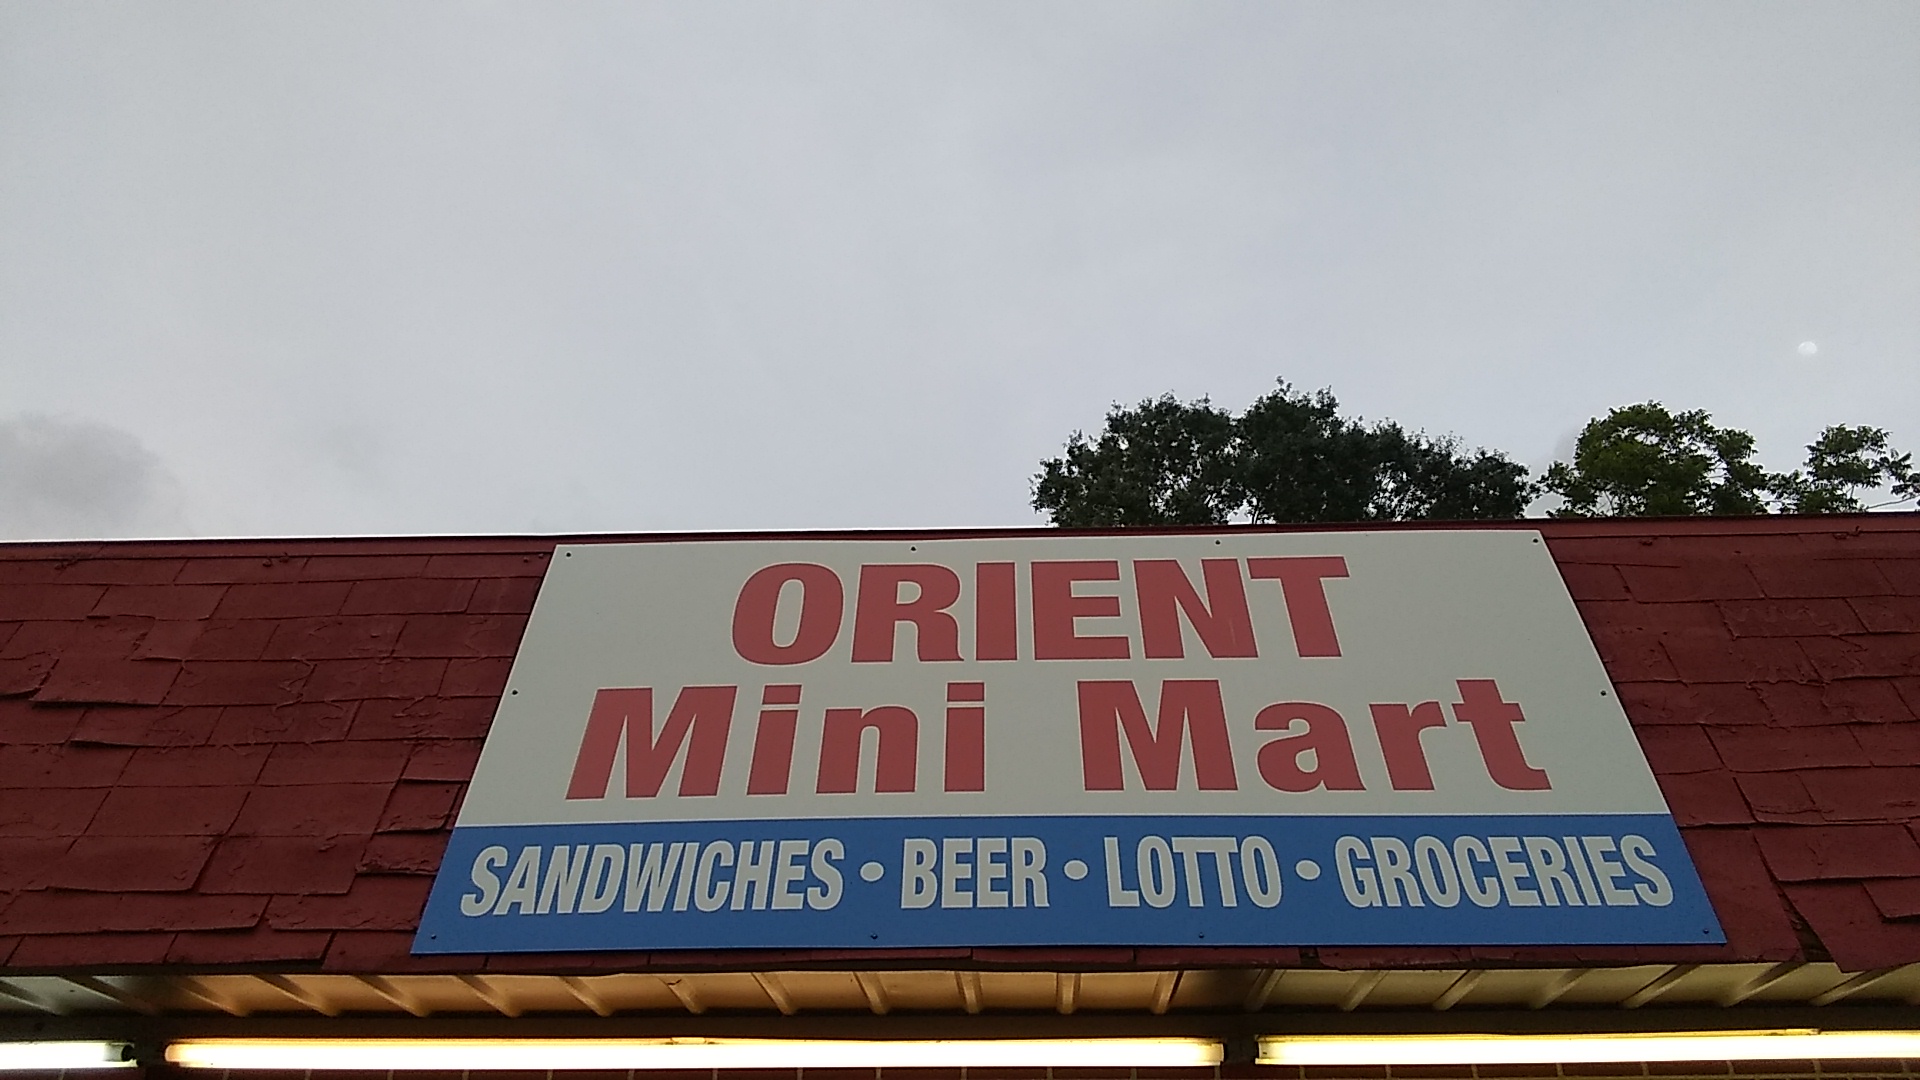 ORIENT
Mini Mart
SANDWICHES • BEER • LOTTO • GROCERIES